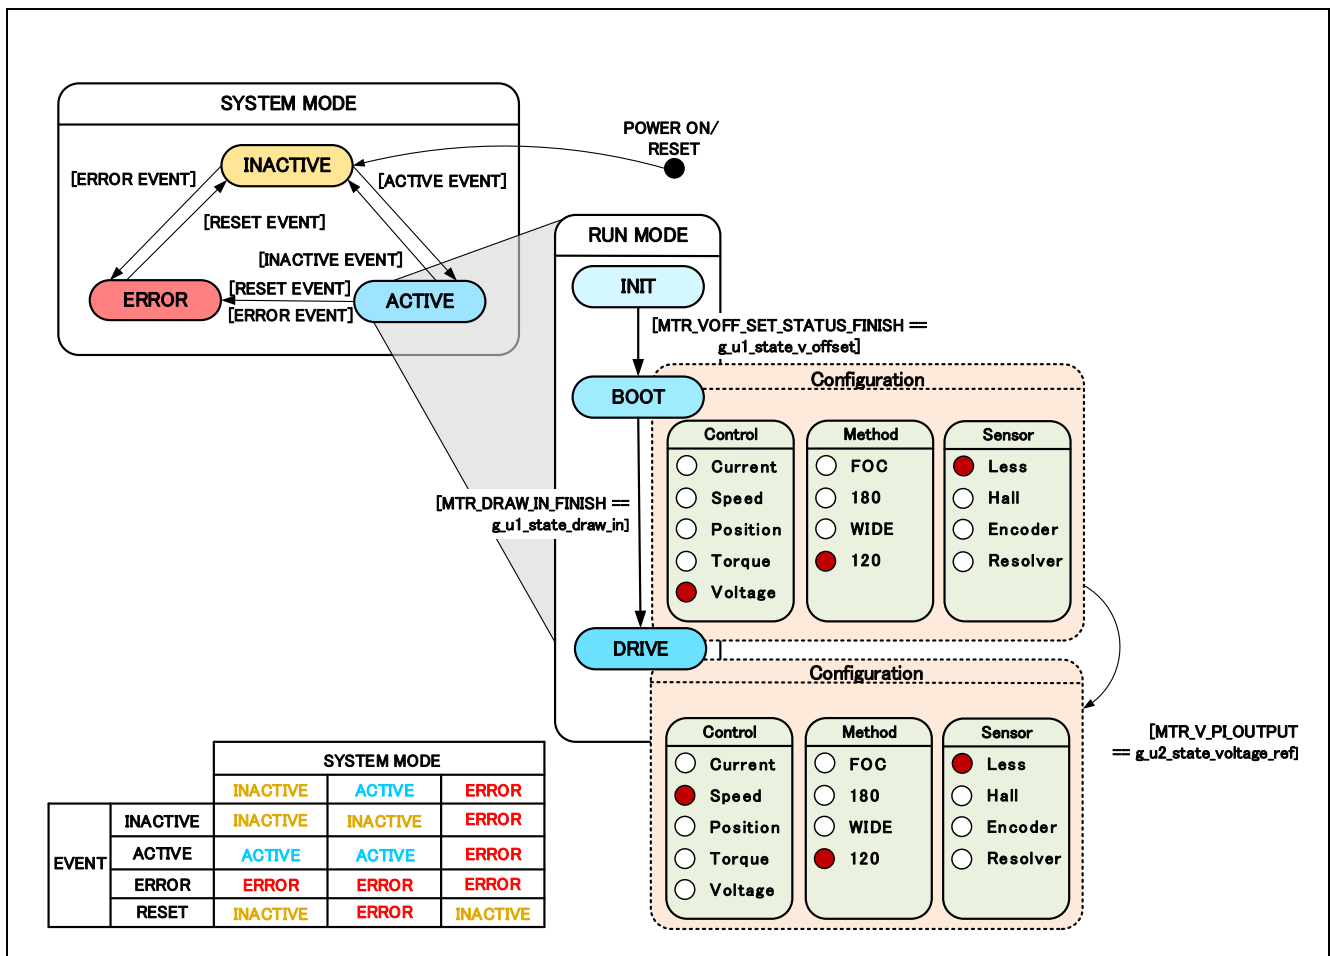 SYSTEM MODE
POWER ON/
RESET
INACTIVE
[ERROR EVENT]
[ACTIVE EVENT]
[RESET EVENT]
[INACTIVE EVENT]
ERROR
[RESET EVENT]
[ERROR EVENT]
ACTIVE
RUN MODE
INIT
[MTR_VOFF_SET_STATUS_FINISH ==
g_u1_state_v_offset]
BOOT
[MTR_DRAW_IN_FINISH ==
g_u1_state_draw_in]
DRIVE
Configuration
Control
Current
Speed
Position
Torque
Voltage
Method
FOC
180
WIDE
120
Sensor
Less
Hall
Encoder
Resolver
[MTR_V_PI_OUTPUT
== g_u2_state_voltage_ref]
Configuration
Control
Current
Speed
Position
Torque
Voltage
Method
FOC
180
WIDE
120
Sensor
Less
Hall
Encoder
Resolver
SYSTEM MODE
INACTIVE ACTIVE ERROR
EVENT
INACTIVE INACTIVE INACTIVE ERROR
ACTIVE ACTIVE ACTIVE ERROR
ERROR ERROR ERROR ERROR
RESET INACTIVE ERROR INACTIVE